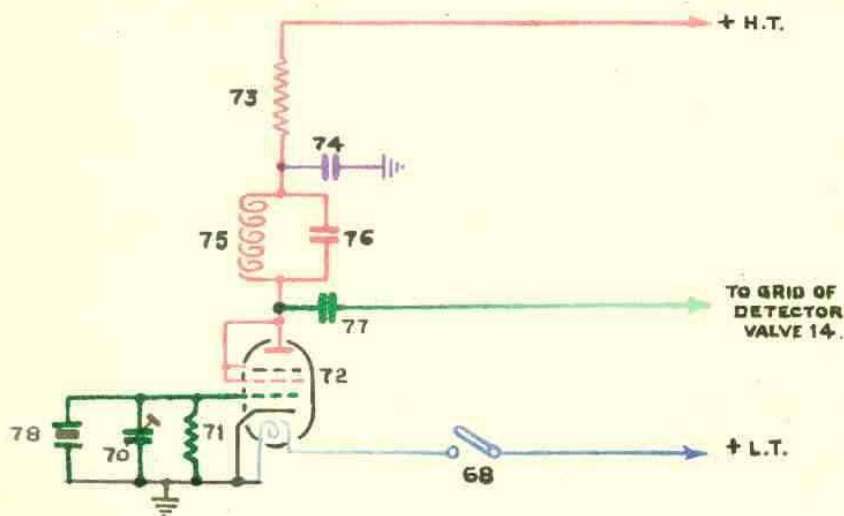 + H.T.
73
74
75
76
77
TO GRID OF
DETECTOR
VALVE 14.
72
78
70
71
68
+ L.T.